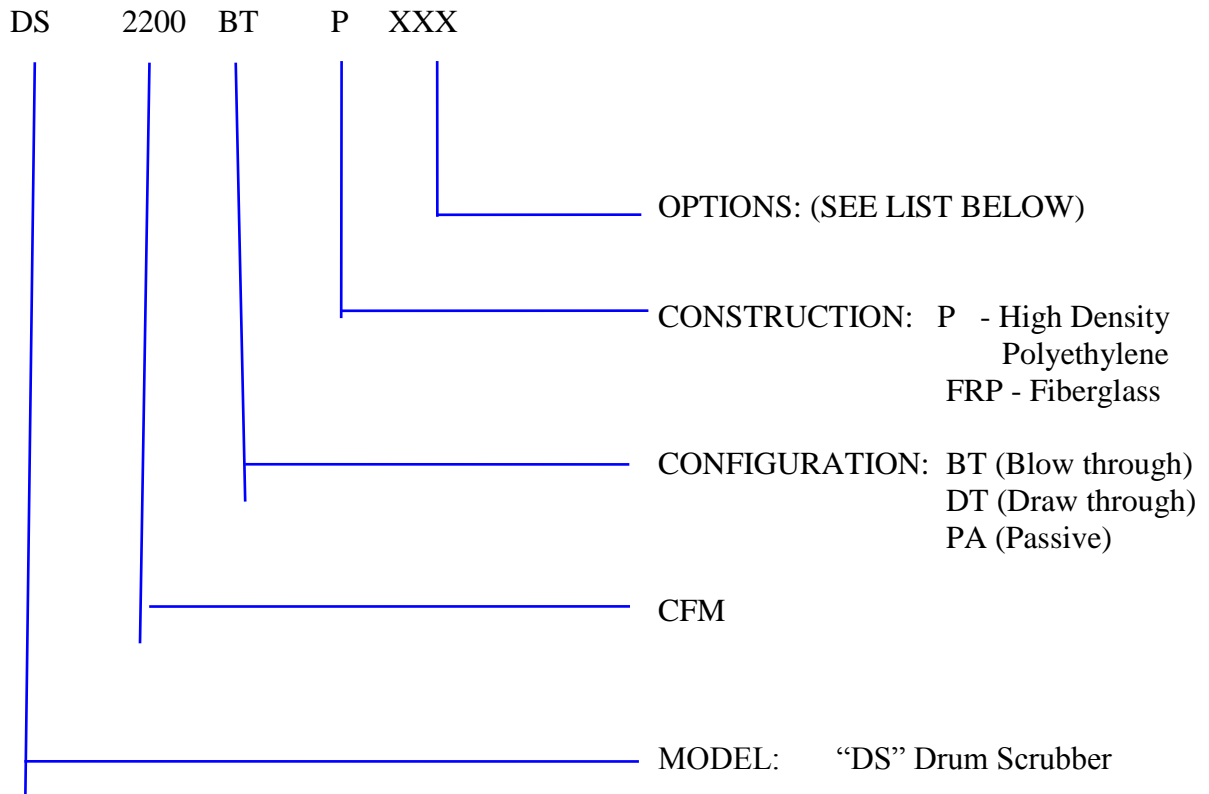 DS 2200 BT P XXX
OPTIONS: (SEE LIST BELOW)
CONSTRUCTION: P - High Density
Polyethylene
FRP - Fiberglass
CONFIGURATION: BT (Blow through)
DT (Draw through)
PA (Passive)
CFM
MODEL: “DS” Drum Scrubber